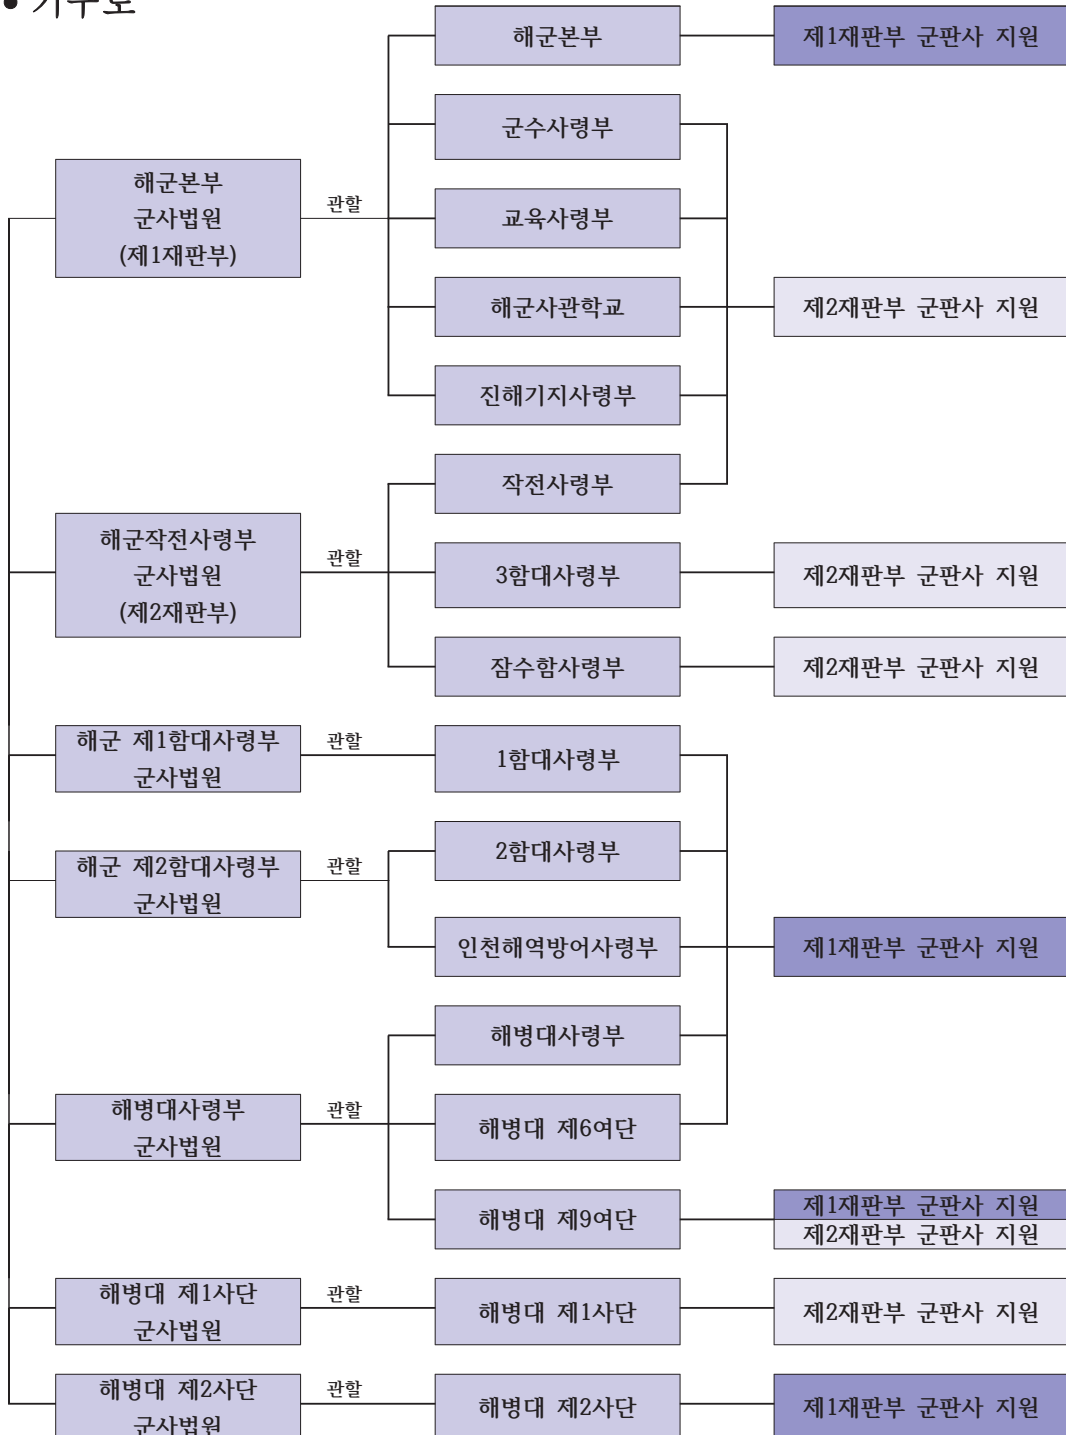 • 기구도
해군본부
제1재판부 군판사 지원
군수사령부
해군본부
군사법원
(제1재판부)
관할
교육사령부
해군사관학교
제2재판부 군판사 지원
진해기지사령부
작전사령부
해군작전사령부
군사법원
(제2재판부)
관할
3함대사령부
제2재판부 군판사 지원
잠수함사령부
제2재판부 군판사 지원
해군 제1함대사령부
군사법원
관할
1함대사령부
2함대사령부
해군 제2함대사령부
군사법원
관할
인천해역방어사령부
제1재판부 군판사 지원
해병대사령부
해병대사령부
군사법원
관할
해병대 제6여단
해병대 제9여단
제1재판부 군판사 지원
제2재판부 군판사 지원
해병대 제1사단
군사법원
관할
해병대 제1사단
제2재판부 군판사 지원
해병대 제2사단
군사법원
관할
해병대 제2사단
제1재판부 군판사 지원